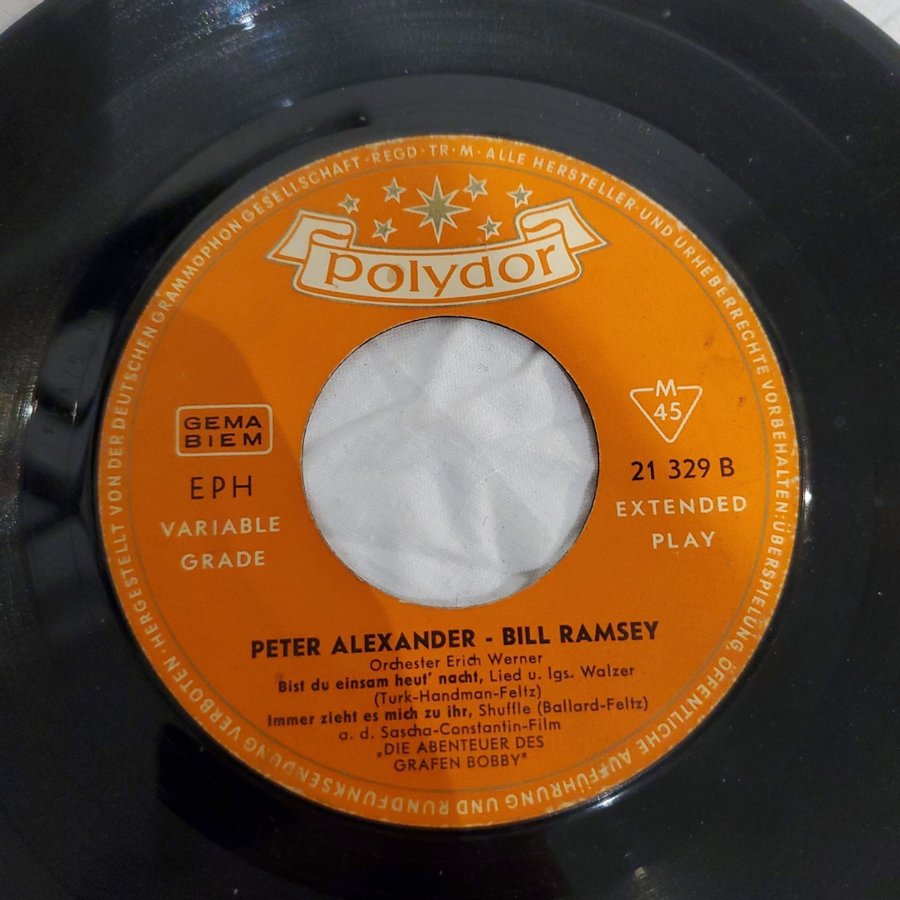 HERGESTELLT VON DER DEUTSCHEN GRAMMOPHON GESELLSCHAFT · REGD · TR · M · ALLE HERSTELLER- UND URHEBERRECHTE VORBEHALTEN: ÜBERSPIELUNG, ÖFFENTLICHE AUFFÜHRUNG UND RUNDFUNKSENDUNG VERBOTEN ·
polydor
GEMA
BIEM
EPH
VARIABLE
GRADE
M
45
21 329 B
EXTENDED
PLAY
PETER ALEXANDER - BILL RAMSEY
Orchester Erich Werner
Bist du einsam heut' nacht, Lied u. lgs. Walzer
(Turk-Handman-Feltz)
Immer zieht es mich zu ihr, Shuffle (Ballard-Feltz)
a. d. Sascha-Constantin-Film
„DIE ABENTEUER DES
GRAFEN BOBBY"